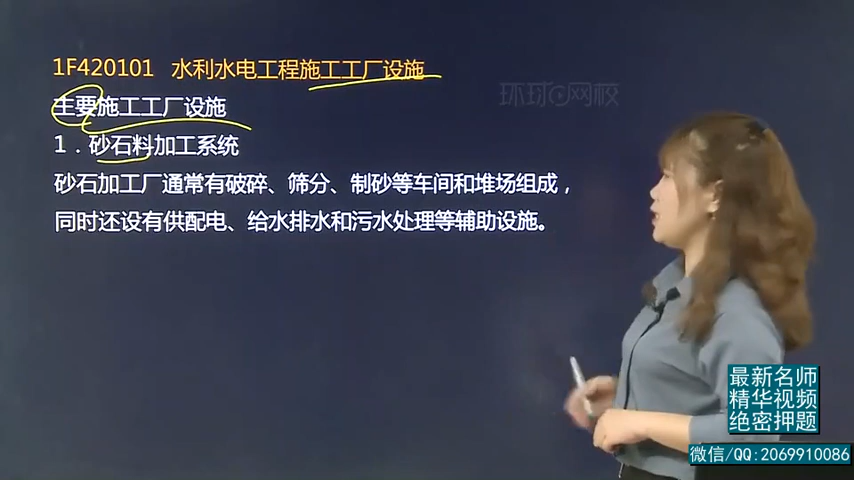 1F420101 水利水电工程施工工厂设施
环球网校
主要施工工厂设施
1．砂石料加工系统
砂石加工厂通常有破碎、筛分、制砂等车间和堆场组成，
同时还设有供配电、给水排水和污水处理等辅助设施。
最新名师
精华视频
绝密押题
微信/QQ:2069910086